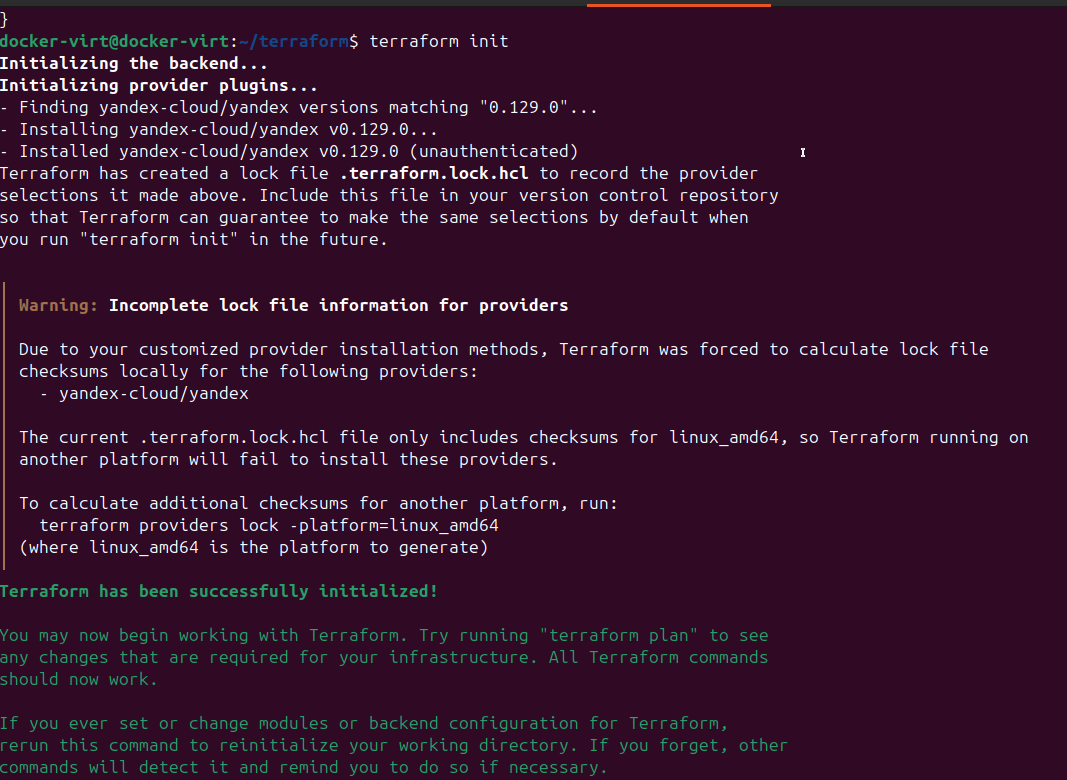 }
docker-virt@docker-virt:~/terraform$ terraform init
Initializing the backend...
Initializing provider plugins...
- Finding yandex-cloud/yandex versions matching "0.129.0"...
- Installing yandex-cloud/yandex v0.129.0...
- Installed yandex-cloud/yandex v0.129.0 (unauthenticated)
Terraform has created a lock file .terraform.lock.hcl to record the provider
selections it made above. Include this file in your version control repository
so that Terraform can guarantee to make the same selections by default when
you run "terraform init" in the future.
Warning: Incomplete lock file information for providers
Due to your customized provider installation methods, Terraform was forced to calculate lock file
checksums locally for the following providers:
- yandex-cloud/yandex
The current .terraform.lock.hcl file only includes checksums for linux_amd64, so Terraform running on
another platform will fail to install these providers.
To calculate additional checksums for another platform, run:
terraform providers lock -platform=linux_amd64
(where linux_amd64 is the platform to generate)
Terraform has been successfully initialized!
You may now begin working with Terraform. Try running "terraform plan" to see
any changes that are required for your infrastructure. All Terraform commands
should now work.
If you ever set or change modules or backend configuration for Terraform,
rerun this command to reinitialize your working directory. If you forget, other
commands will detect it and remind you to do so if necessary.